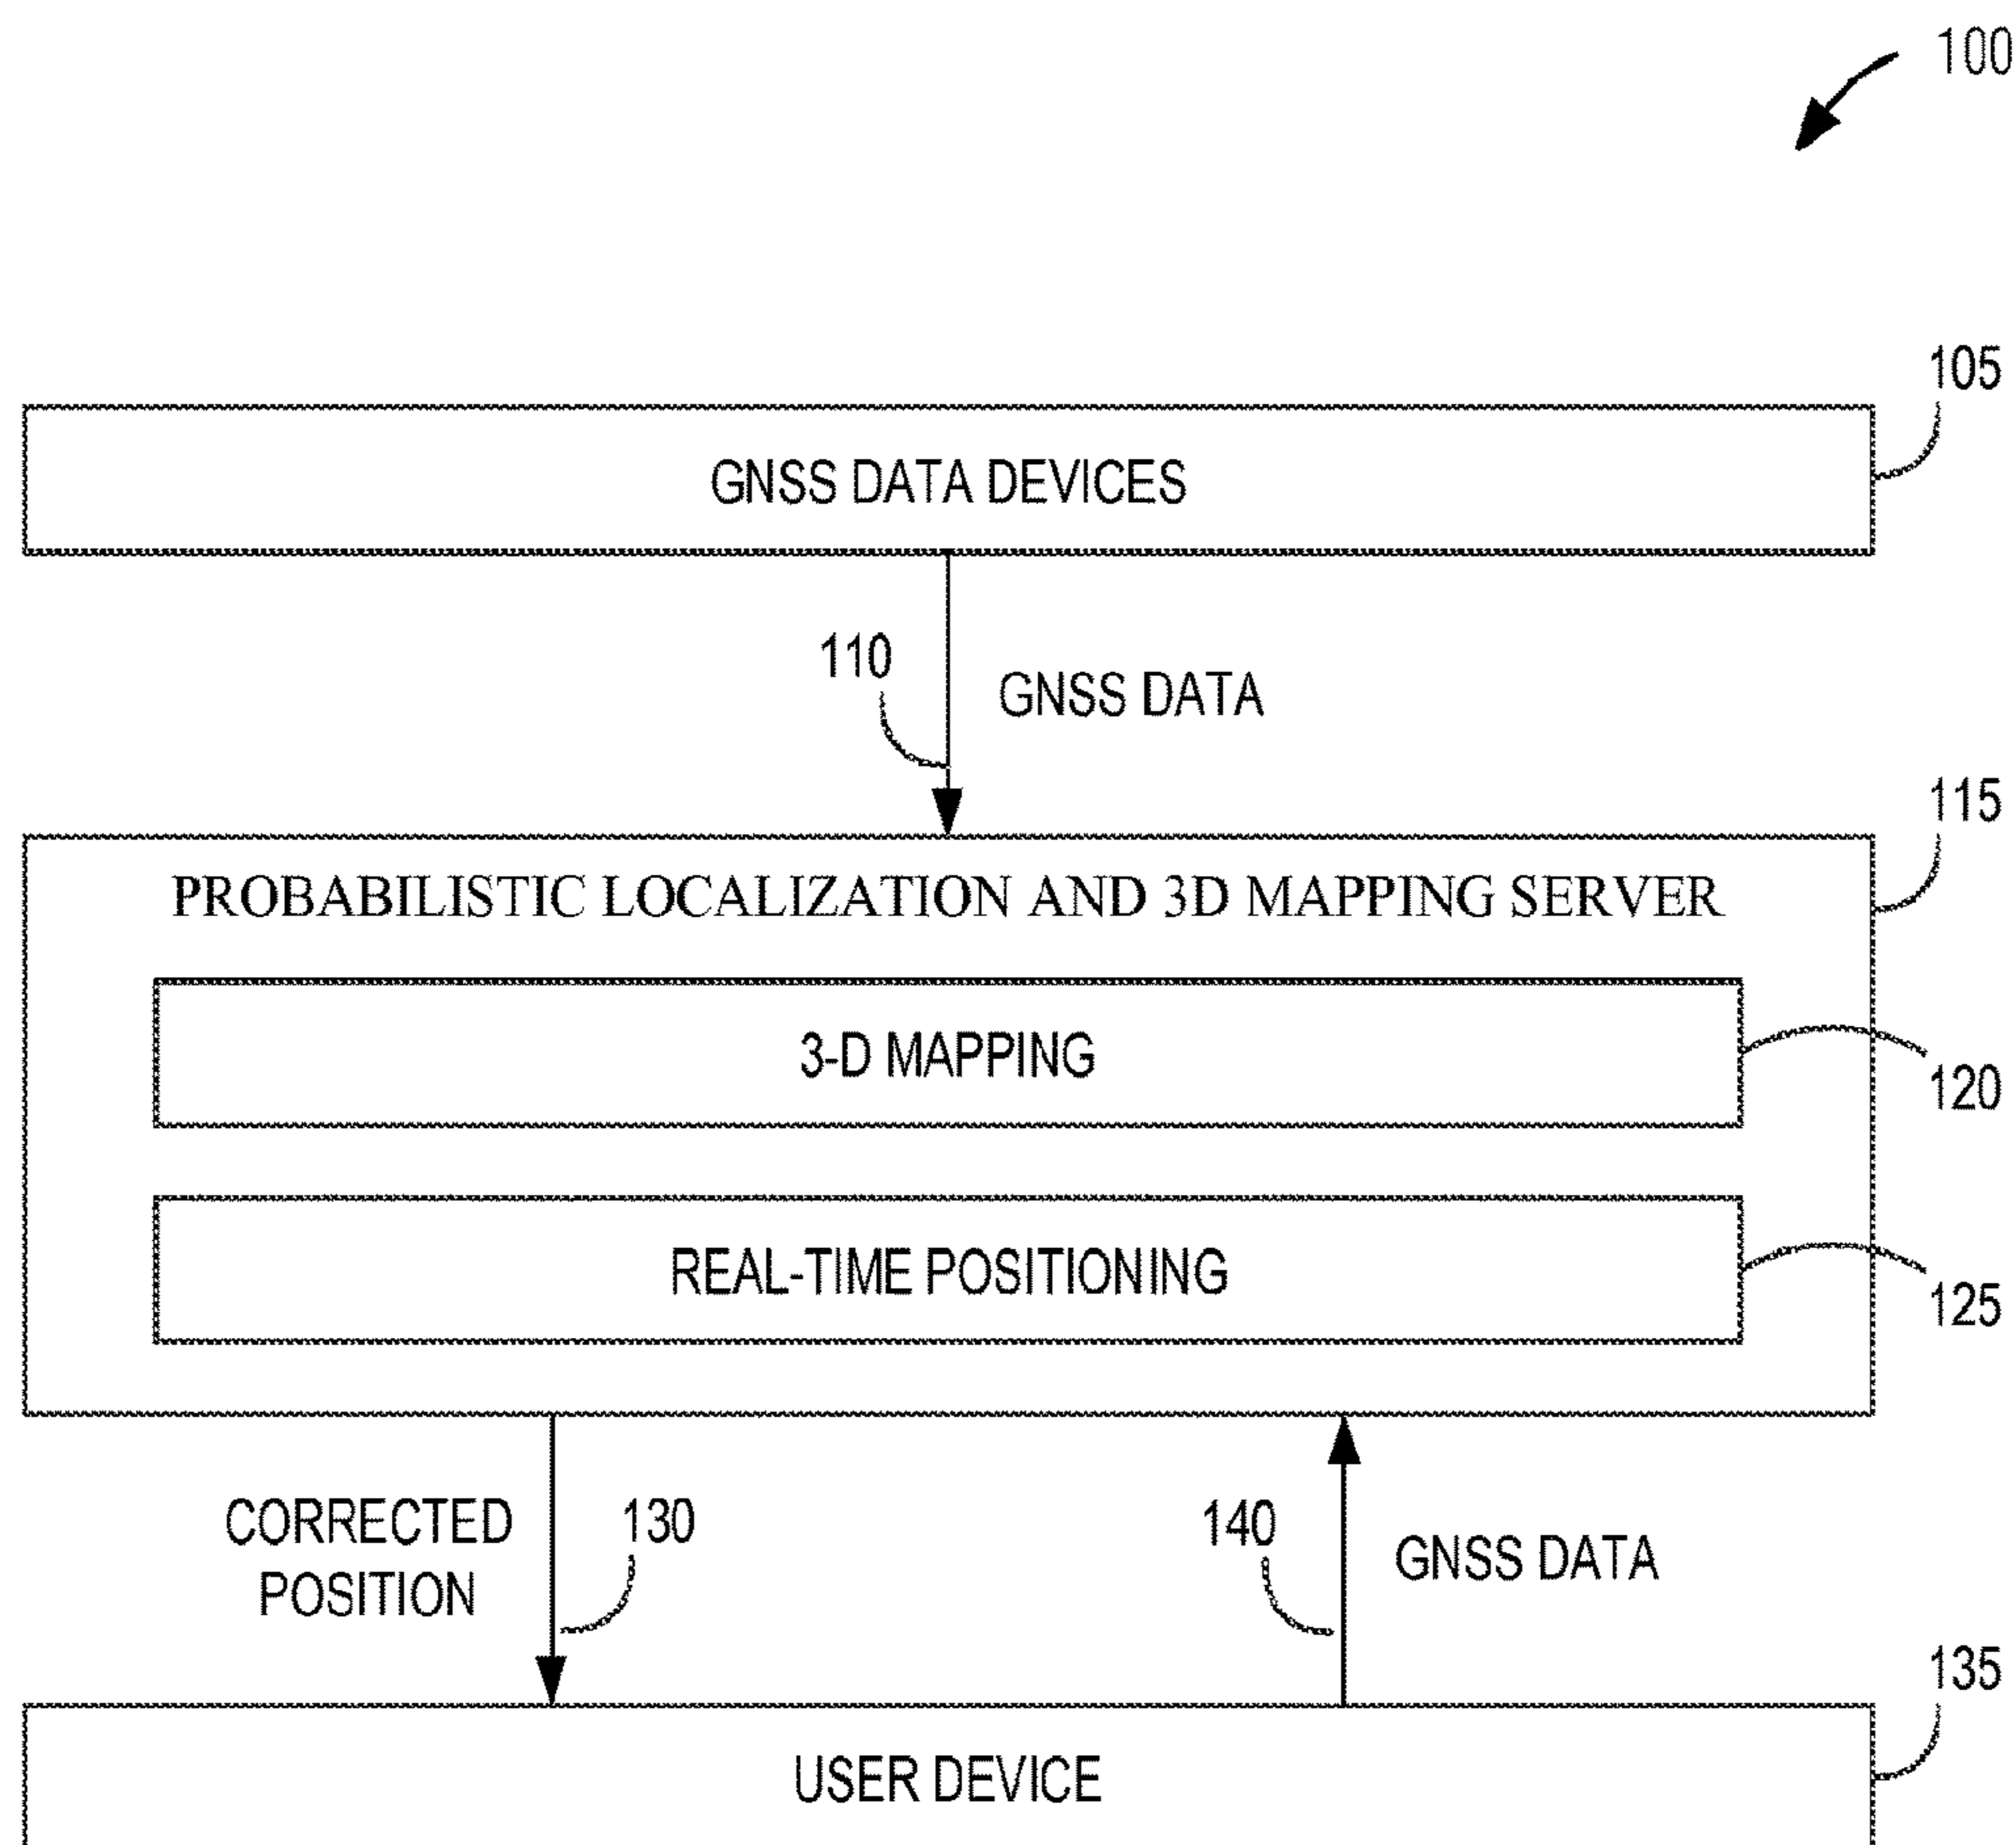 100
105
GNSS DATA DEVICES
110
GNSS DATA
115
PROBABILISTIC LOCALIZATION AND 3D MAPPING SERVER
3-D MAPPING
120
REAL-TIME POSITIONING
125
CORRECTED
POSITION
130
140
GNSS DATA
135
USER DEVICE